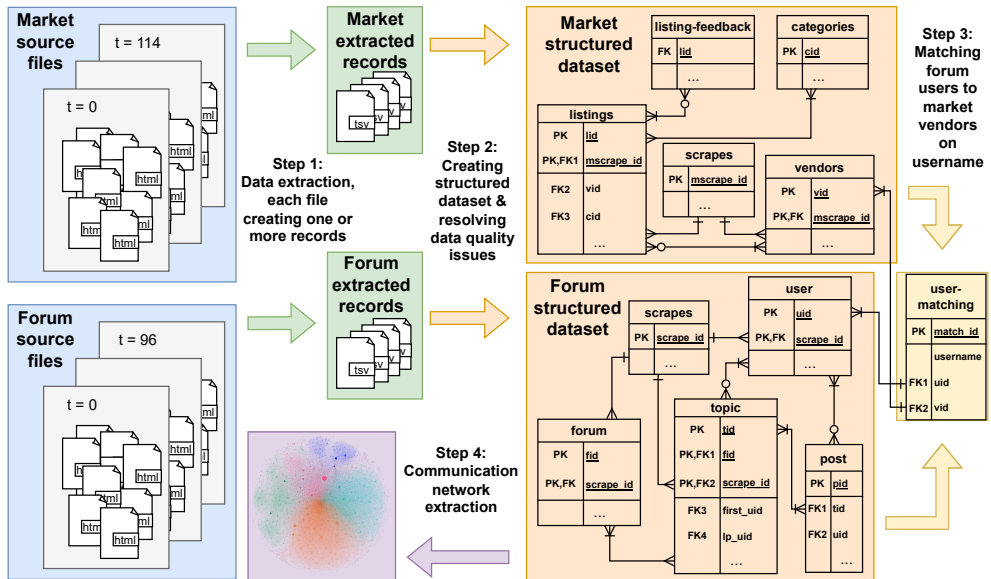 Market
source
files
t = 114
t = 0
html
html
html
html
html
html
html
Market
extracted
records
tsv
Step 1:
Data extraction,
each file
creating one or
more records
Step 2:
Creating
structured
dataset &
resolving
data quality
issues
Market
structured
dataset
listing-feedback
FK lid
...
categories
PK cid
...
listings
PK lid
PK,FK1 mscrape_id
FK2 vid
FK3 cid
...
scrapes
PK mscrape_id
...
vendors
PK vid
PK,FK mscrape_id
...
Step 3:
Matching
forum
users to
market
vendors
on
username
Forum
source
files
t = 96
t = 0
html
html
html
html
html
html
html
Forum
extracted
records
tsv
Forum
structured
dataset
scrapes
PK scrape_id
...
user
PK uid
PK,FK scrape_id
...
forum
PK fid
PK,FK scrape_id
...
topic
PK tid
PK,FK1 fid
PK,FK2 scrape_id
FK3 first_uid
FK4 lp_uid
...
post
PK pid
FK1 tid
FK2 uid
...
user-
matching
PK match_id
username
FK1 uid
FK2 vid
Step 4:
Communication
network
extraction